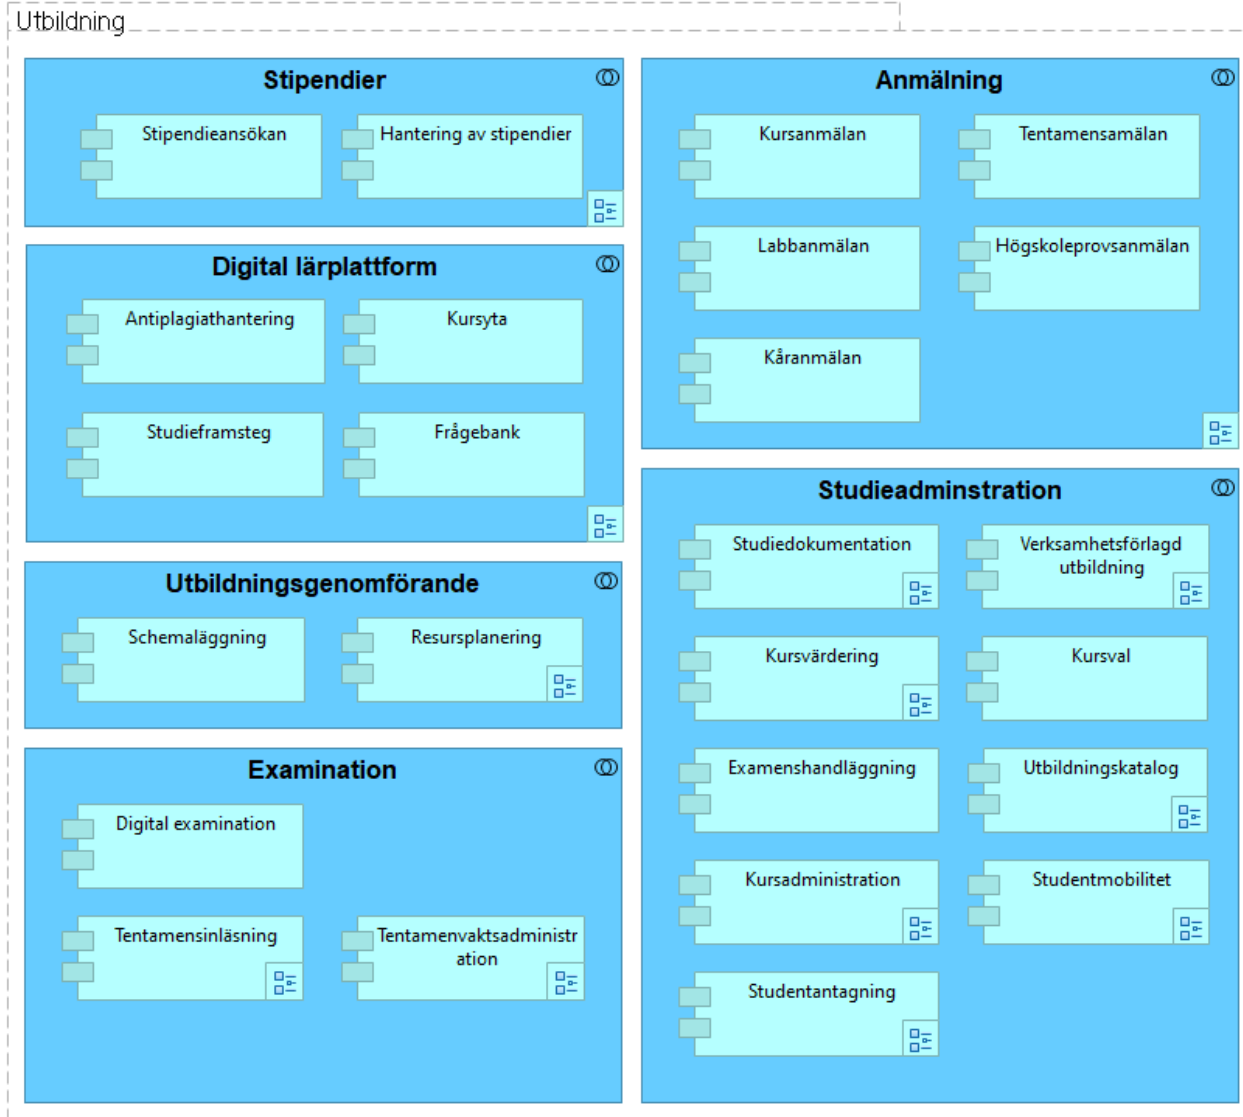 Utbildning
Stipendier
Stipendieansökan
Hantering av stipendier
Digital lärplattform
Antiplagiathantering
Kursyta
Studieframsteg
Frågebank
Utbildningsgenomförande
Schemaläggning
Resursplanering
Examination
Digital examination
Tentamensinläsning
Tentamenvaktsadministr
ation
Anmälning
Kursanmälan
Tentamensamälan
Labbanmälan
Högskoleprovsanmälan
Kåranmälan
Studieadminstration
Studiedokumentation
Verksamhetsförlagd
utbildning
Kursvärdering
Kursval
Examenshandläggning
Utbildningskatalog
Kursadministration
Studentmobilitet
Studentantagning